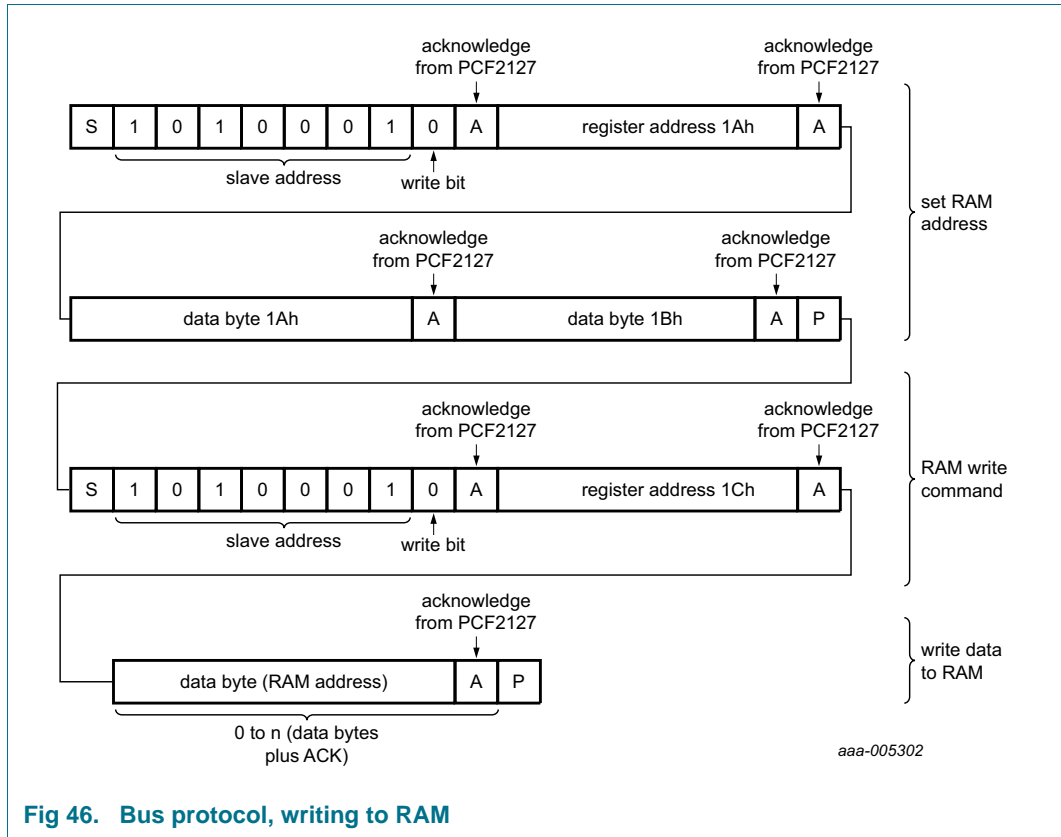 acknowledge acknowledge
from PCF2127 from PCF2127
S 1 0 1 0 0 0 1 0 A register address 1Ah A
slave address write bit
set RAM
address
acknowledge acknowledge
from PCF2127 from PCF2127
data byte 1Ah A data byte 1Bh A P
acknowledge acknowledge
from PCF2127 from PCF2127
S 1 0 1 0 0 0 1 0 A register address 1Ch A
slave address write bit
RAM write
command
acknowledge
from PCF2127
data byte (RAM address) A P
write data
to RAM
0 to n (data bytes
plus ACK)
aaa-005302
Fig 46. Bus protocol, writing to RAM